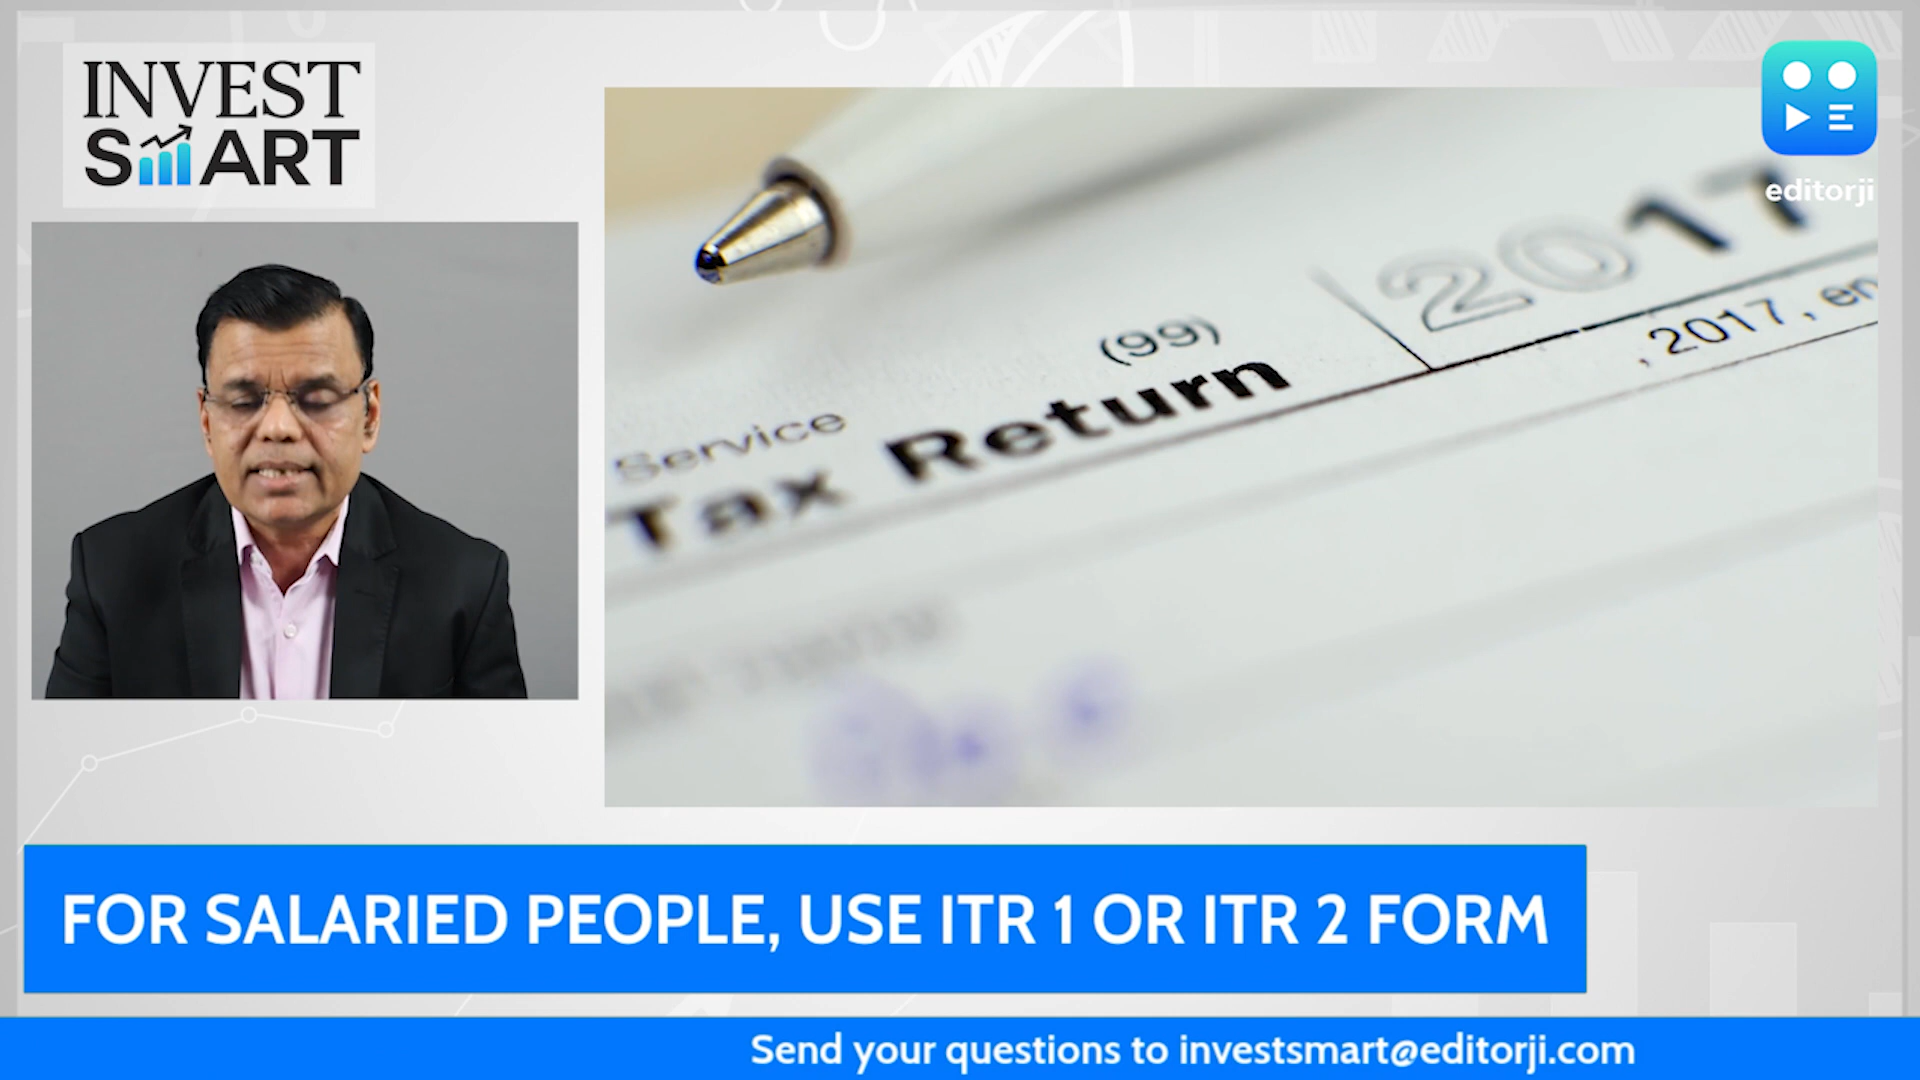 INVEST
SMART
editorji
2017
(99)
, 2017, en
Service
Tax Return
FOR SALARIED PEOPLE, USE ITR 1 OR ITR 2 FORM
Send your questions to investsmart@editorji.com